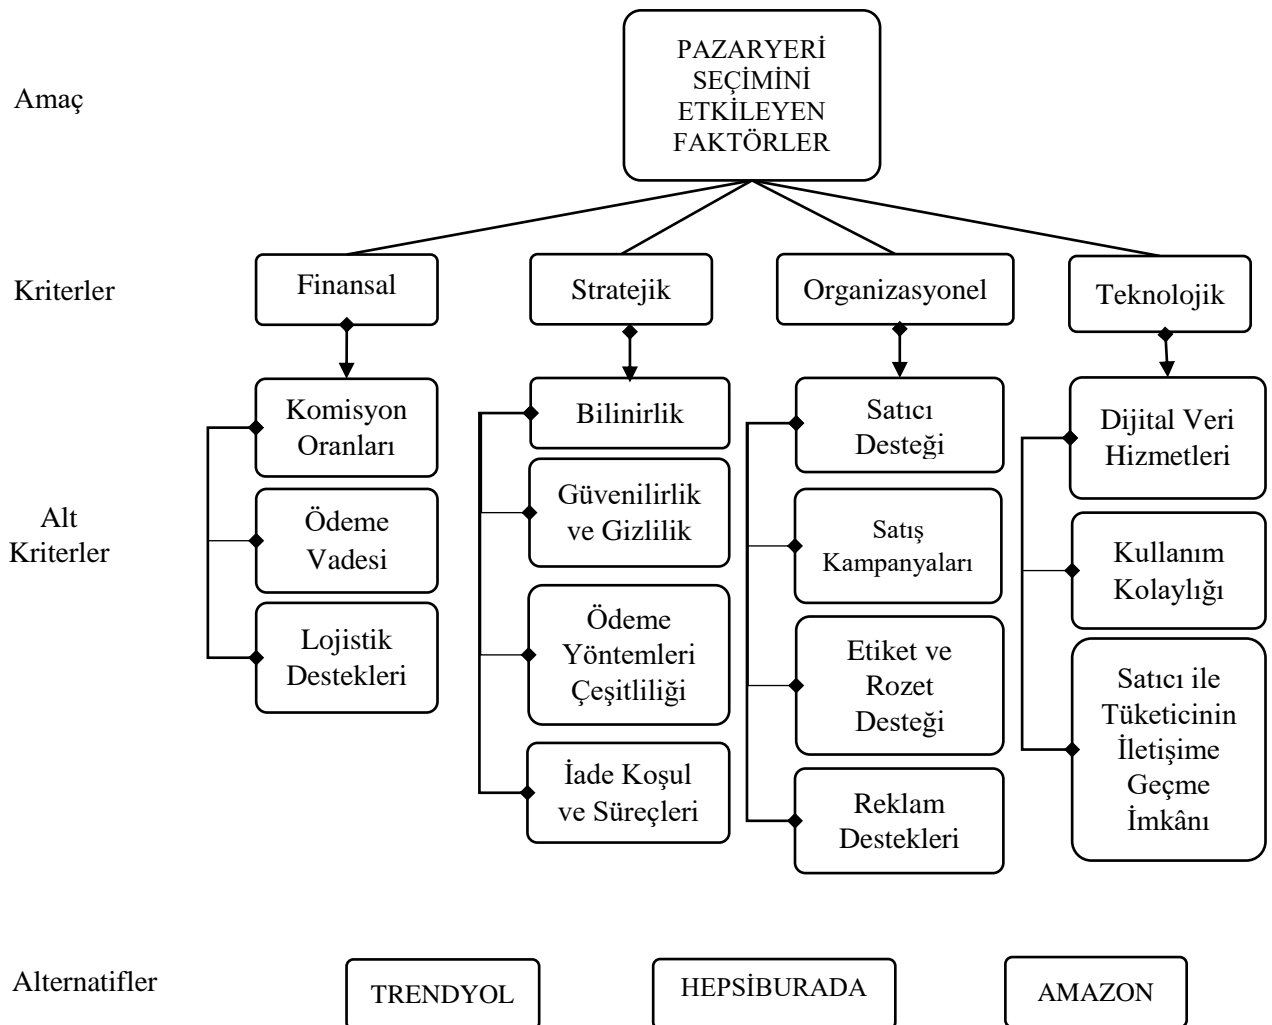 Amaç
PAZARYERİ
SEÇİMİNİ
ETKİLEYEN
FAKTÖRLER
Kriterler
Finansal
Stratejik
Organizasyonel
Teknolojik
Alt
Kriterler
Komisyon
Oranları
Ödeme
Vadesi
Lojistik
Destekleri
Bilinirlik
Güvenilirlik
ve Gizlilik
Ödeme
Yöntemleri
Çeşitliliği
İade Koşul
ve Süreçleri
Satıcı
Desteği
Satış
Kampanyaları
Etiket ve
Rozet
Desteği
Reklam
Destekleri
Dijital Veri
Hizmetleri
Kullanım
Kolaylığı
Satıcı ile
Tüketicinin
İletişime
Geçme
İmkânı
Alternatifler
TRENDYOL
HEPSİBURADA
AMAZON